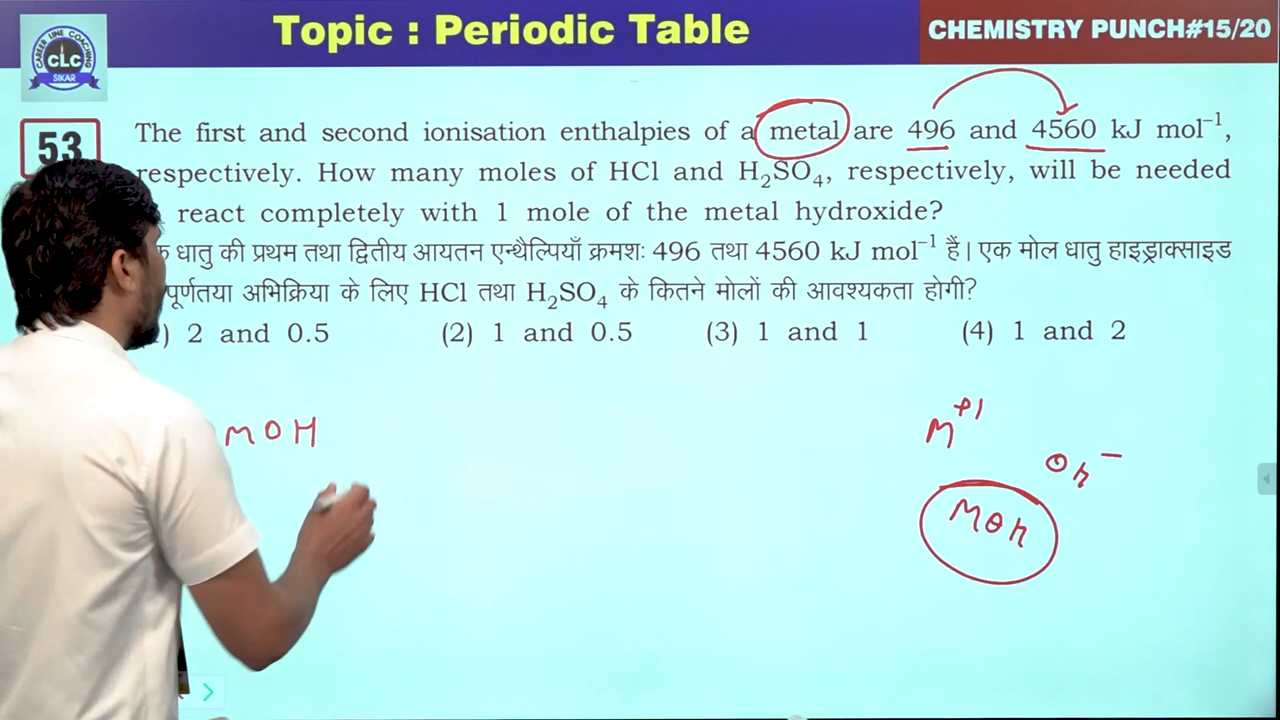 CAREER LINE COACHING
CLC
SIKAR
Topic : Periodic Table
CHEMISTRY PUNCH#15/20
53
The first and second ionisation enthalpies of a metal are 496 and 4560 kJ mol⁻¹,
respectively. How many moles of HCl and H₂SO₄, respectively, will be needed
react completely with 1 mole of the metal hydroxide?
धातु की प्रथम तथा द्वितीय आयतन एन्थैल्पियाँ क्रमशः 496 तथा 4560 kJ mol⁻¹ हैं। एक मोल धातु हाइड्राक्साइड
पूर्णतया अभिक्रिया के लिए HCl तथा H₂SO₄ के कितने मोलों की आवश्यकता होगी?
) 2 and 0.5 (2) 1 and 0.5 (3) 1 and 1 (4) 1 and 2
M⁺¹
MOH
OH⁻
MOH